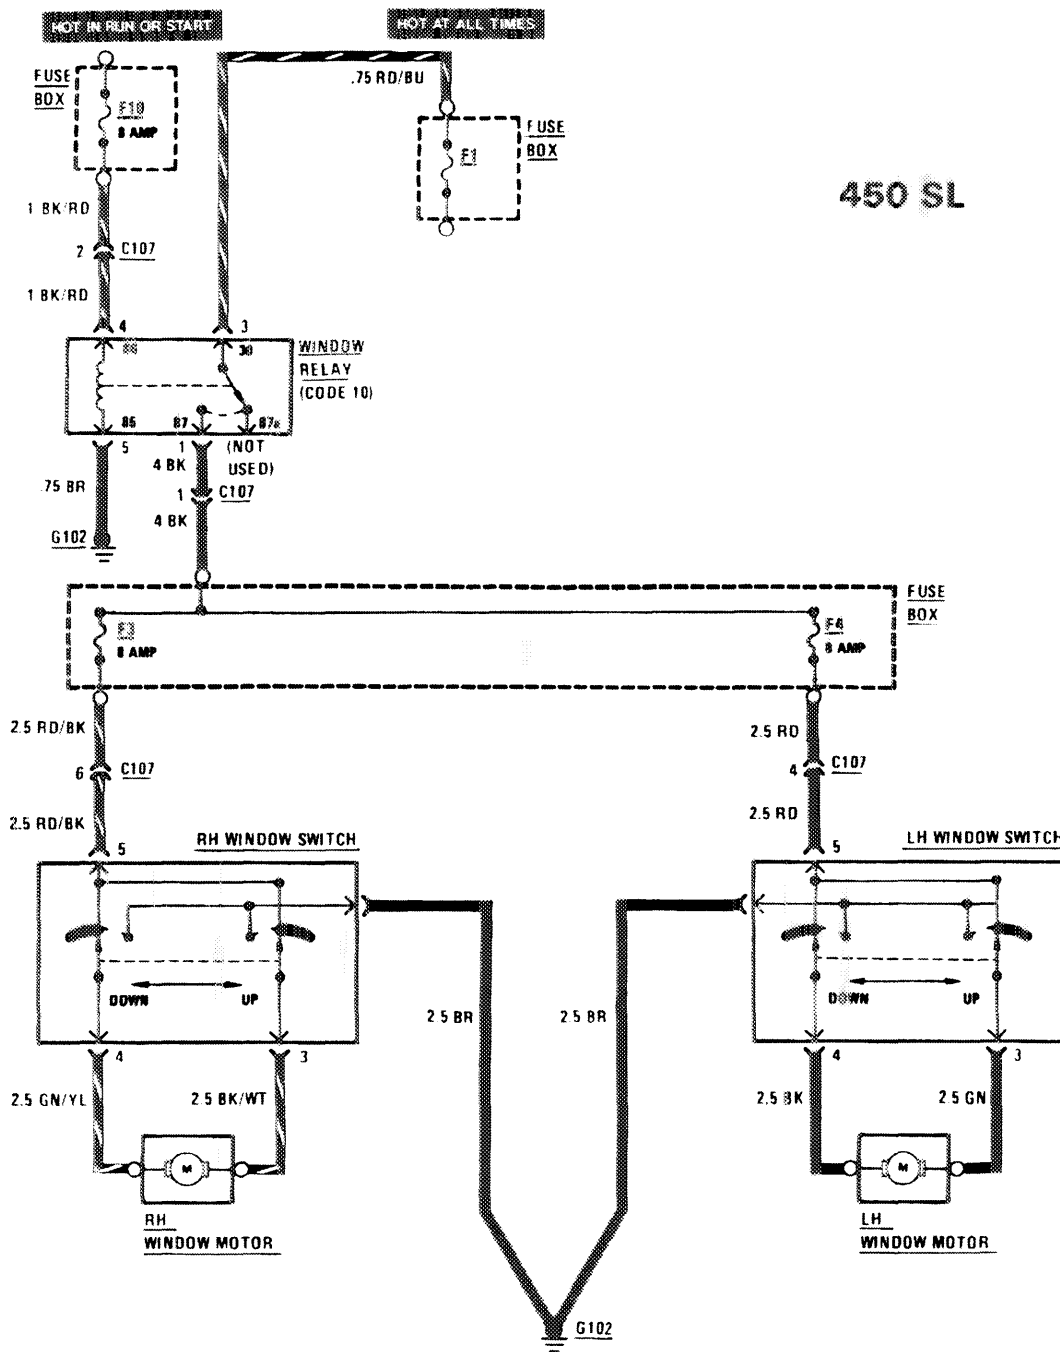 HOT IN RUN OR START
HOT AT ALL TIMES
FUSE
BOX
F10
8 AMP
.75 RD/BU
F1
FUSE
BOX
450 SL
1 BK/RD
2
C107
1 BK/RD
4
3
86
30
WINDOW
RELAY
(CODE 10)
85
87
87a
5
1
(NOT
USED)
4 BK
.75 BR
1
C107
4 BK
G102
FUSE
BOX
F3
8 AMP
F4
8 AMP
2.5 RD/BK
2.5 RD
6
C107
4
C107
2.5 RD/BK
2.5 RD
5
RH WINDOW SWITCH
5
LH WINDOW SWITCH
DOWN
UP
DOWN
UP
2.5 BR
2.5 BR
4
3
4
3
2.5 GN/YL
2.5 BK/WT
2.5 BK
2.5 GN
M
M
RH
WINDOW MOTOR
LH
WINDOW MOTOR
G102